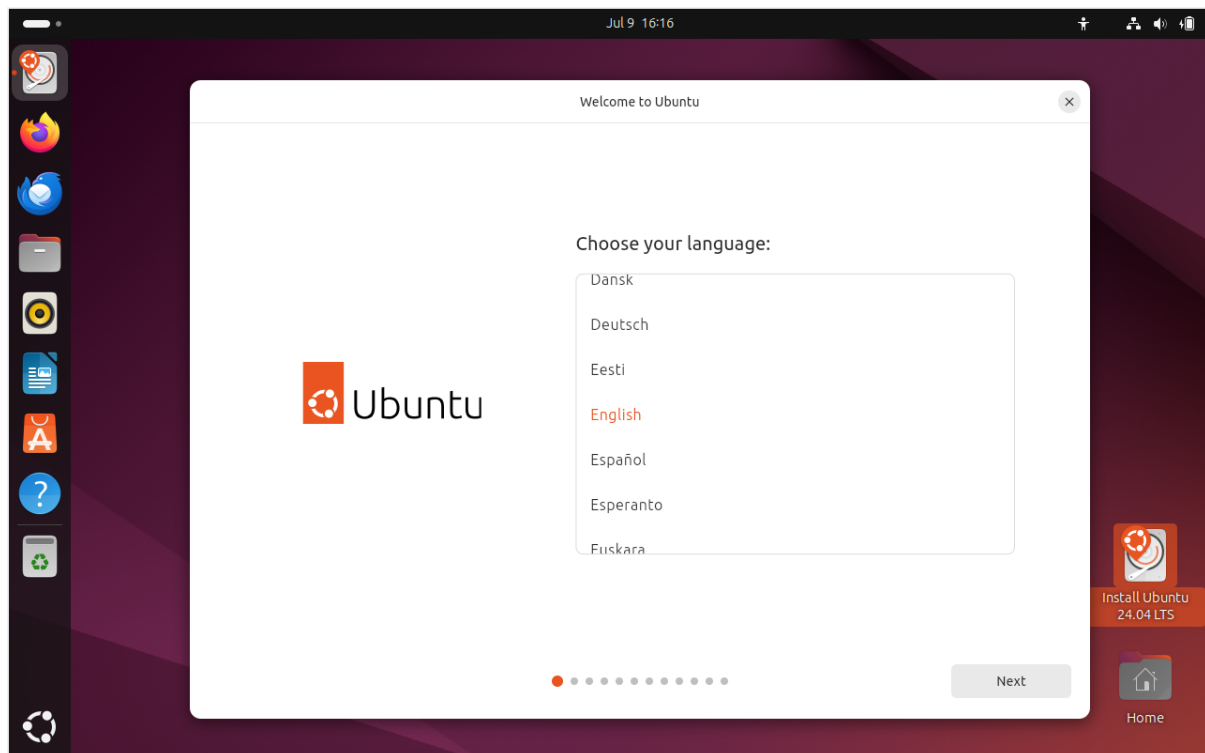 Jul 9 16:16
Welcome to Ubuntu
Choose your language:
Dansk
Deutsch
Eesti
English
Español
Esperanto
Euskara
Ubuntu
Next
Install Ubuntu
24.04 LTS
Home